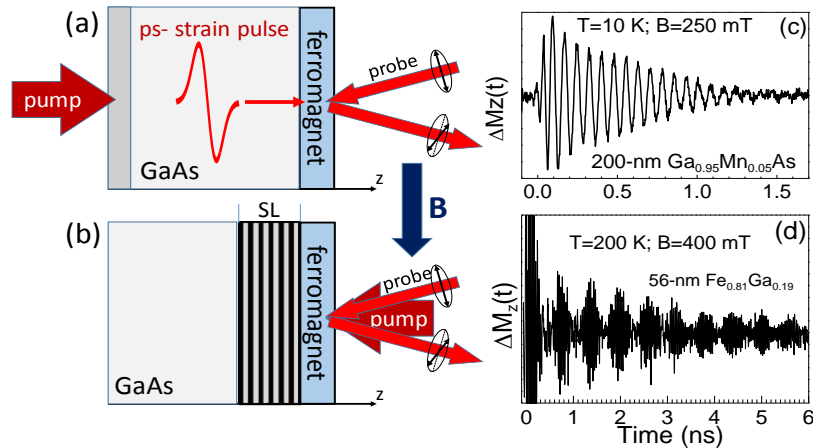 (a)
ps- strain pulse
pump
GaAs
ferromagnet
probe
z
B
(b)
SL
GaAs
ferromagnet
probe
pump
z
T=10 K; B=250 mT
(c)
ΔMz(t)
200-nm Ga0.95Mn0.05As
0.0 0.5 1.0 1.5
(d)
T=200 K; B=400 mT
56-nm Fe0.81Ga0.19
ΔMz(t)
0 1 2 3 4 5 6
Time (ns)